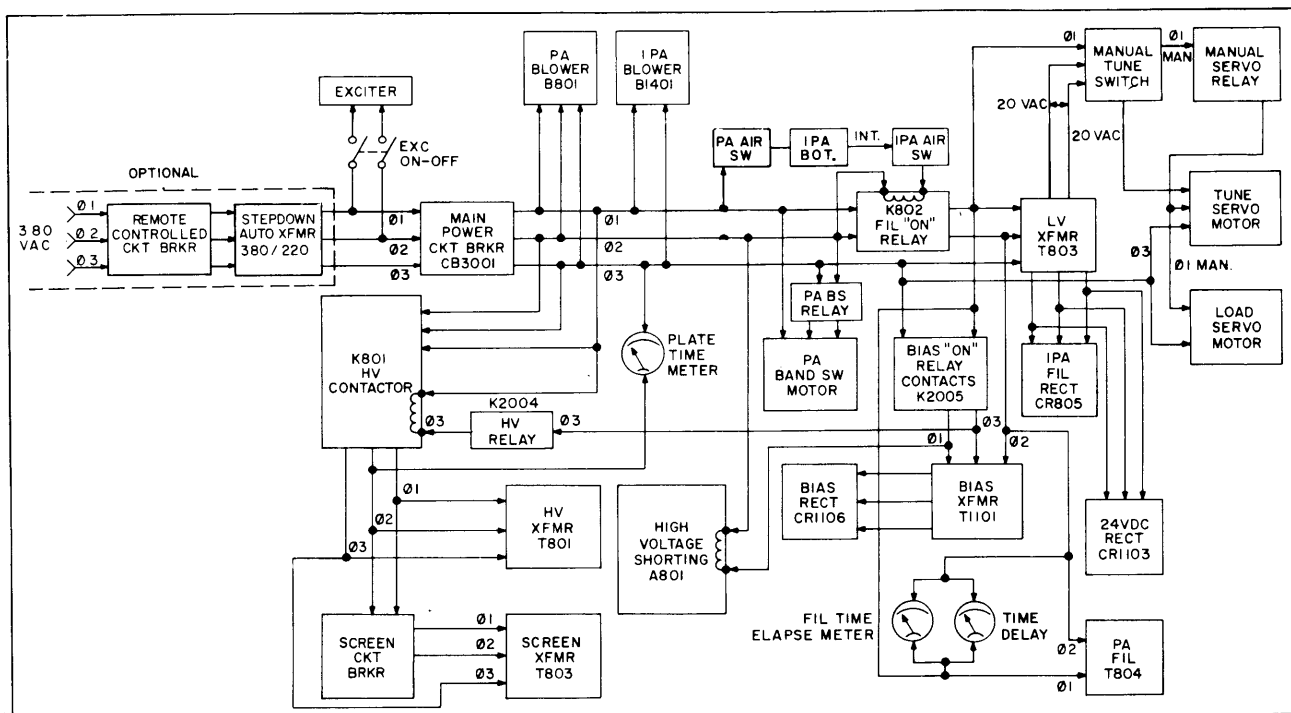 PA
BLOWER
B801
IPA
BLOWER
B1401
Ø1
MANUAL
TUNE
SWITCH
Ø1
MAN.
MANUAL
SERVO
RELAY
EXCITER
20 VAC
20 VAC
EXC
ON-OFF
OPTIONAL
PA AIR
SW
IPA
BOT.
INT.
IPA AIR
SW
380
VAC
Ø1
Ø2
Ø3
REMOTE
CONTROLLED
CKT BRKR
STEPDOWN
AUTO XFMR
380/220
Ø1
Ø2
Ø3
MAIN
POWER
CKT BRKR
CB3001
Ø1
Ø2
Ø3
K802
FIL "ON"
RELAY
LV
XFMR
T803
Ø3
TUNE
SERVO
MOTOR
Ø1 MAN.
LOAD
SERVO
MOTOR
K801
HV
CONTACTOR
PLATE
TIME
METER
PA BS
RELAY
PA
BAND SW
MOTOR
BIAS "ON"
RELAY
CONTACTS
K2005
IPA
FIL
RECT
CR805
K2004
HV
RELAY
Ø3
Ø3
Ø1
Ø3
Ø2
BIAS
RECT
CR1106
BIAS
XFMR
T1101
24VDC
RECT
CR1103
Ø1
Ø2
Ø3
HV
XFMR
T801
HIGH
VOLTAGE
SHORTING
A801
FIL TIME
ELAPSE METER
TIME
DELAY
SCREEN
CKT
BRKR
Ø1
Ø2
Ø3
SCREEN
XFMR
T803
Ø2
Ø1
PA
FIL
T804